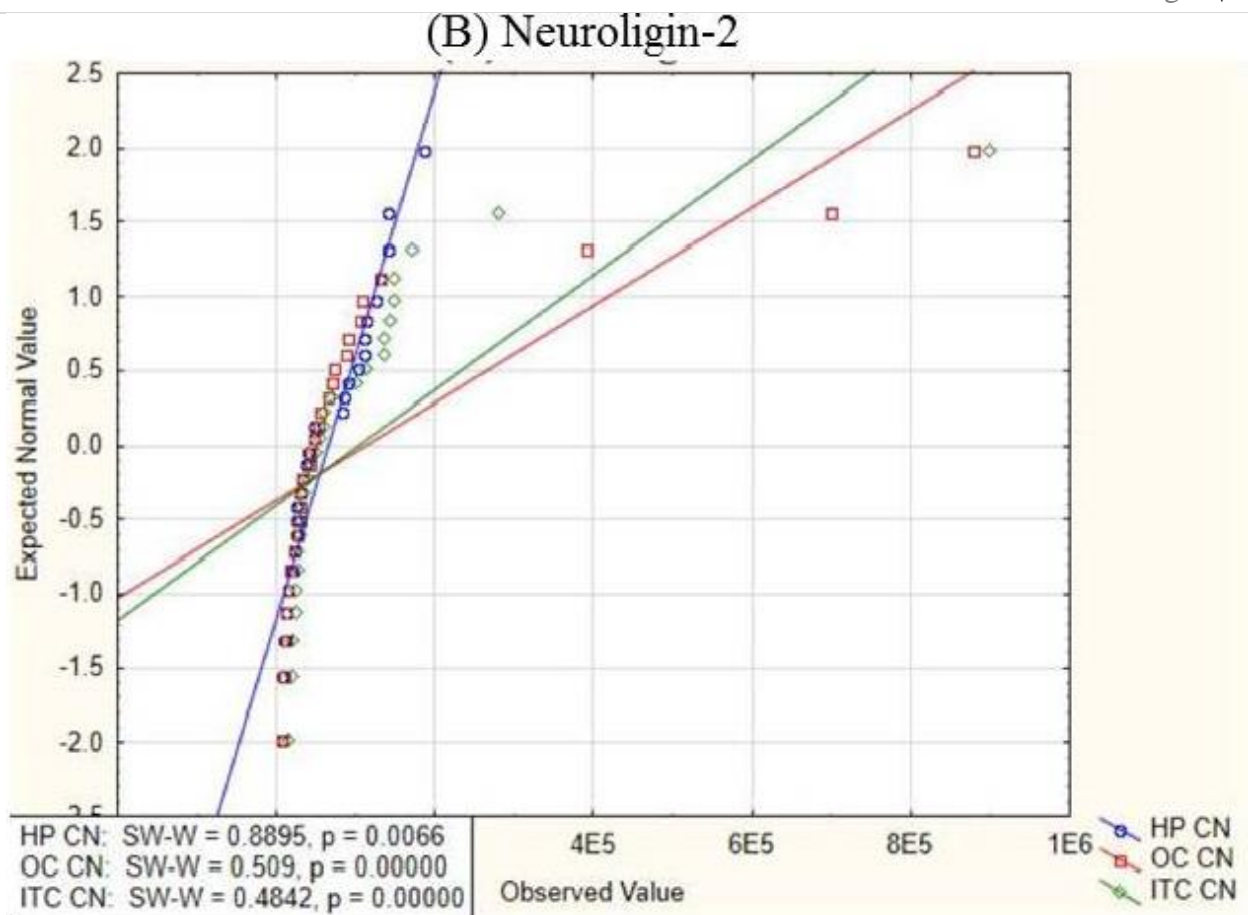 (B) Neuroligin-2
2.5
2.0
1.5
1.0
0.5
0.0
-0.5
-1.0
-1.5
-2.0
Expected Normal Value
HP CN: SW-W = 0.8895, p = 0.0066
OC CN: SW-W = 0.509, p = 0.00000
ITC CN: SW-W = 0.4842, p = 0.00000
4E5 6E5 8E5 1E6
Observed Value
HP CN
OC CN
ITC CN